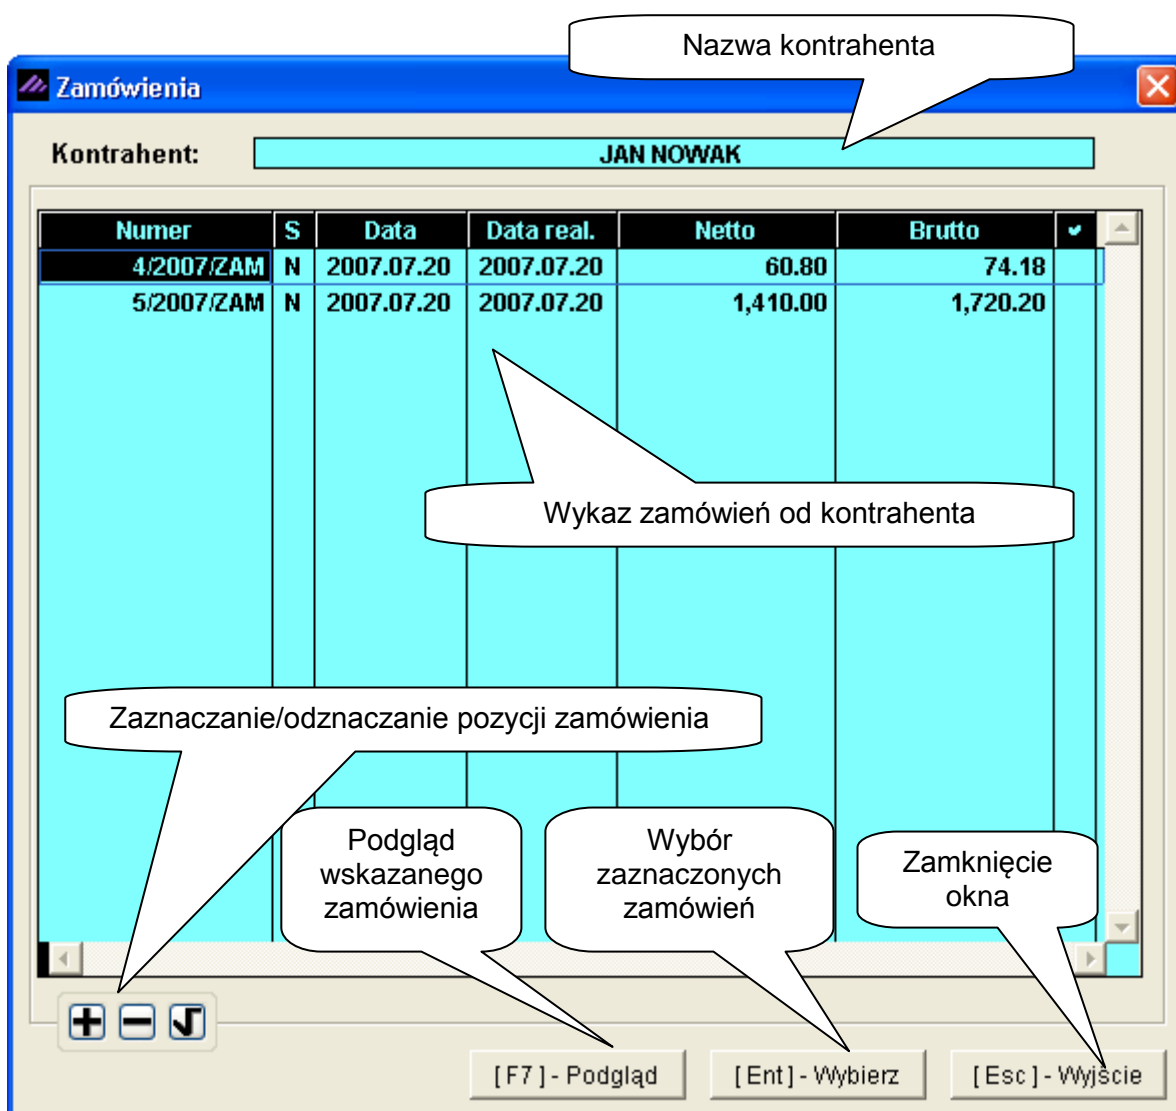 Nazwa kontrahenta
Zamówienia
Kontrahent: JAN NOWAK
Numer S Data Data real. Netto Brutto
4/2007/ZAM N 2007.07.20 2007.07.20 60.80 74.18
5/2007/ZAM N 2007.07.20 2007.07.20 1,410.00 1,720.20
Wykaz zamówień od kontrahenta
Zaznaczanie/odznaczanie pozycji zamówienia
Podgląd
wskazanego
zamówienia
Wybór
zaznaczonych
zamówień
Zamknięcie
okna
[ F7 ] - Podgląd [ Ent ] - Wybierz [ Esc ] - Wyjście